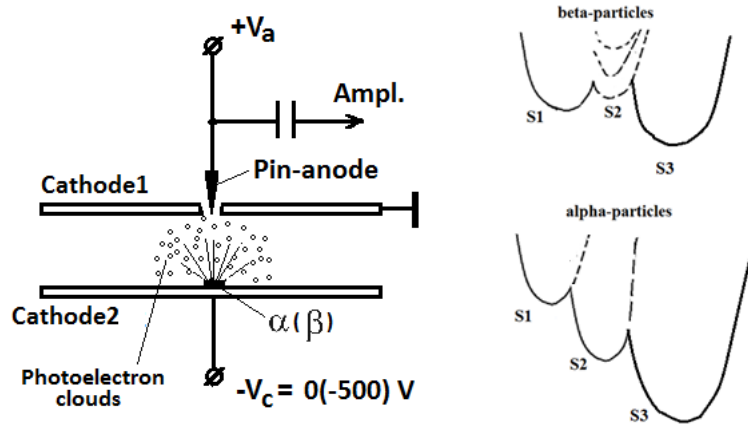 +Va
Ampl.
Pin-anode
Cathode1
Cathode2
α(β)
Photoelectron
clouds
-Vc = 0(-500) V
beta-particles
S1
S2
S3
alpha-particles
S1
S2
S3